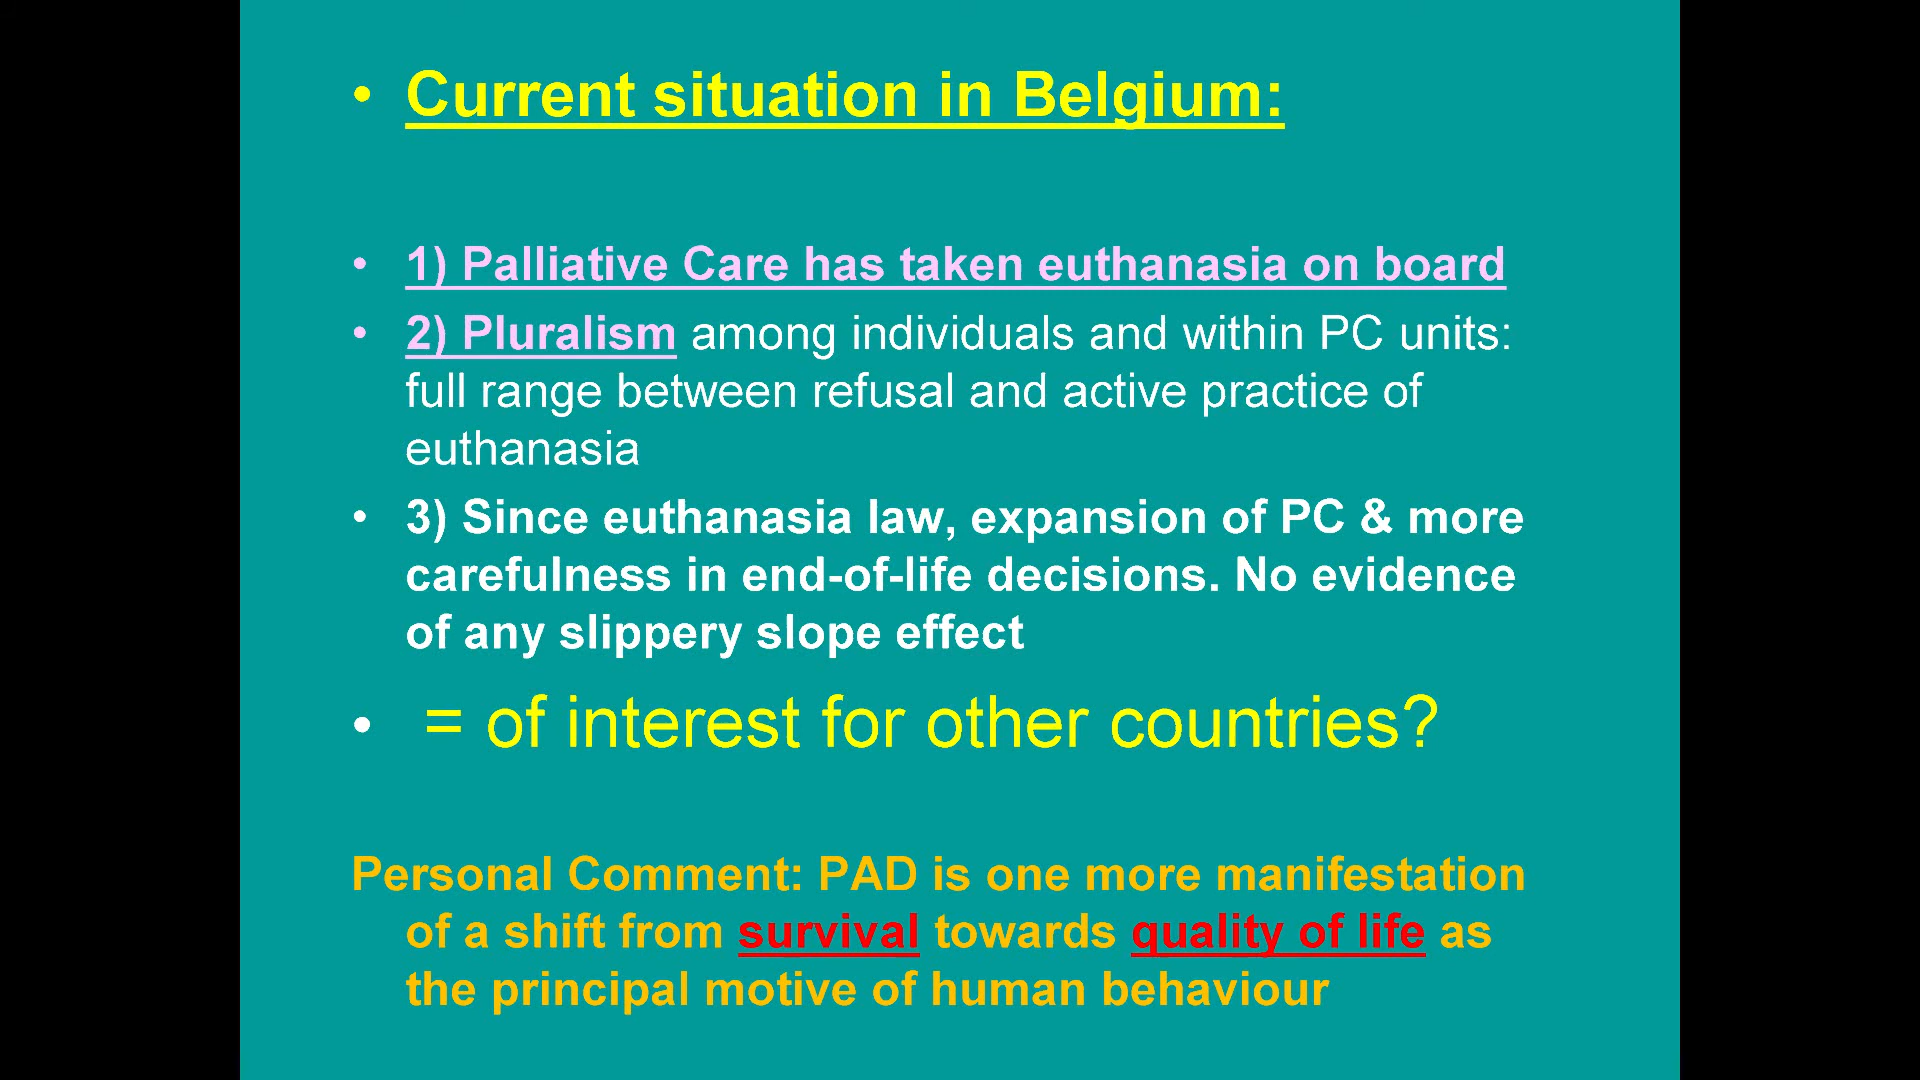 • Current situation in Belgium:
• 1) Palliative Care has taken euthanasia on board
• 2) Pluralism among individuals and within PC units:
full range between refusal and active practice of
euthanasia
• 3) Since euthanasia law, expansion of PC & more
carefulness in end-of-life decisions. No evidence
of any slippery slope effect
• = of interest for other countries?
Personal Comment: PAD is one more manifestation
of a shift from survival towards quality of life as
the principal motive of human behaviour